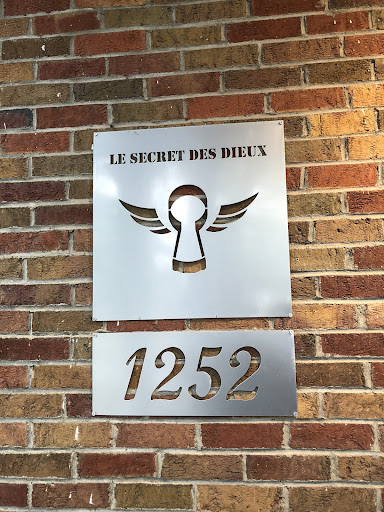 LE SECRET DES DIEUX
1252